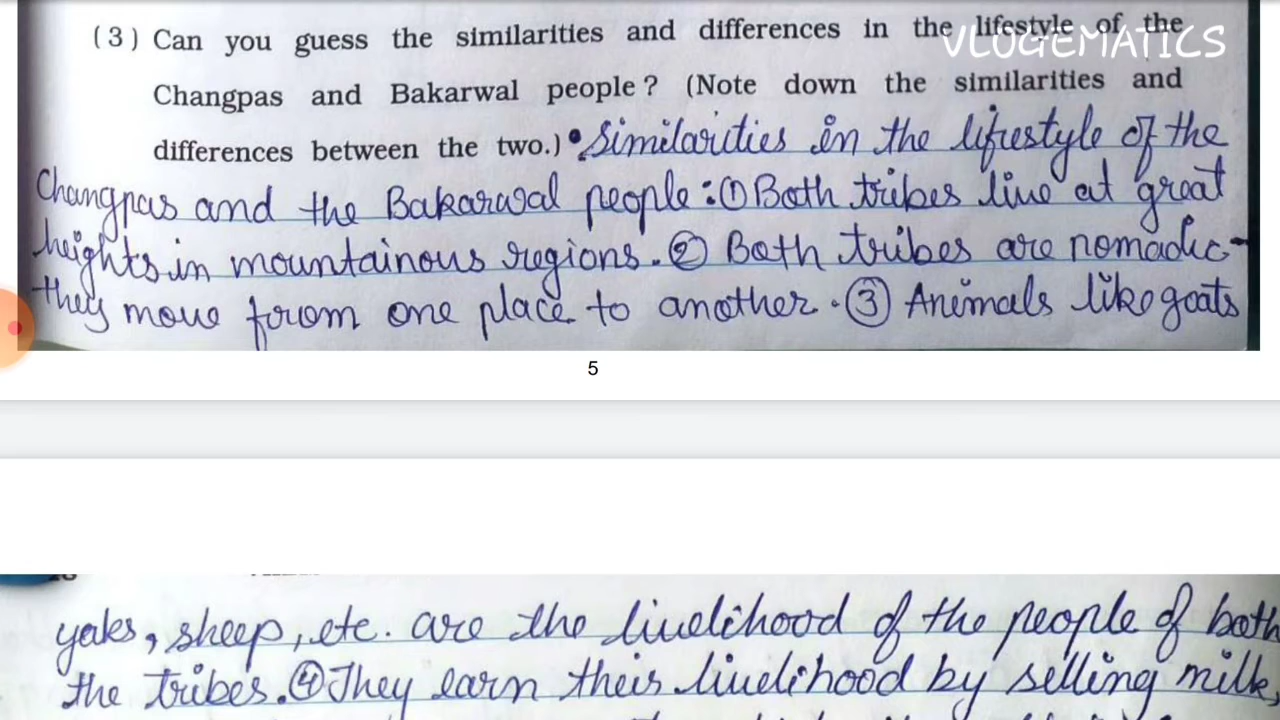 (3) Can you guess the similarities and differences in the lifestyle of the
VLOGEMATICS
Changpas and Bakarwal people? (Note down the similarities and
differences between the two.) •Similarities in the lifestyle of the
Changpas and the Bakarwal people:① Both tribes live at great
heights in mountainous regions. ② Both tribes are nomadic-
they move from one place to another. ③ Animals like goats
5
yaks, sheep, etc. are the livelihood of the people of both
the tribes. ④They earn their livelihood by selling milk,